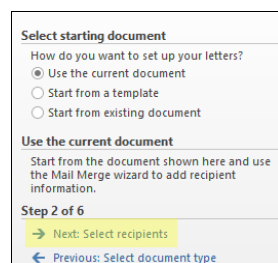 Select starting document
How do you want to set up your letters?
Use the current document
Start from a template
Start from existing document
Use the current document
Start from the document shown here and use
the Mail Merge wizard to add recipient
information.
Step 2 of 6
Next: Select recipients
Previous: Select document type